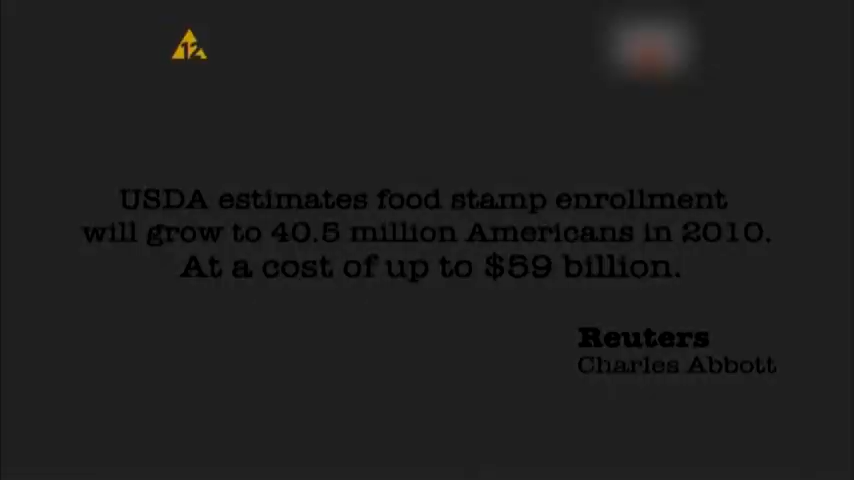 12
USDA estimates food stamp enrollment
will grow to 40.5 million Americans in 2010.
At a cost of up to $59 billion.
Reuters
Charles Abbott